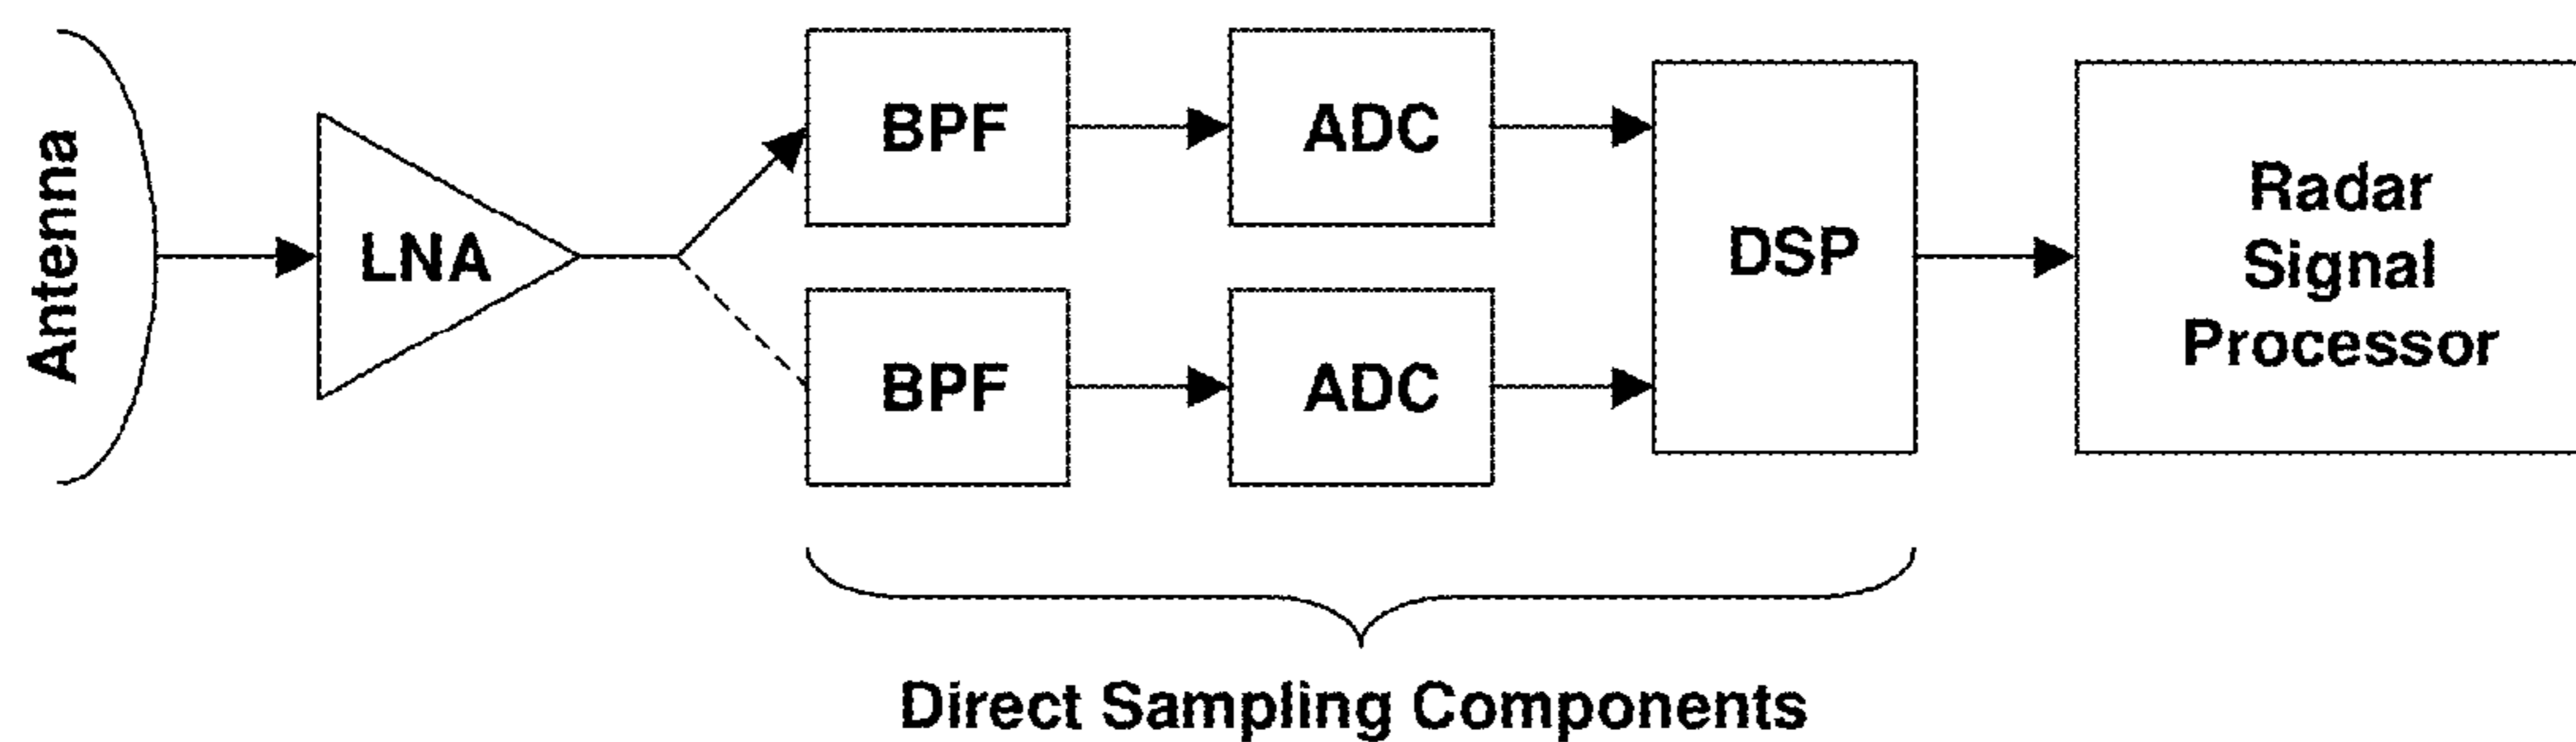 Antenna
LNA
BPF
ADC
BPF
ADC
DSP
Radar
Signal
Processor
Direct Sampling Components